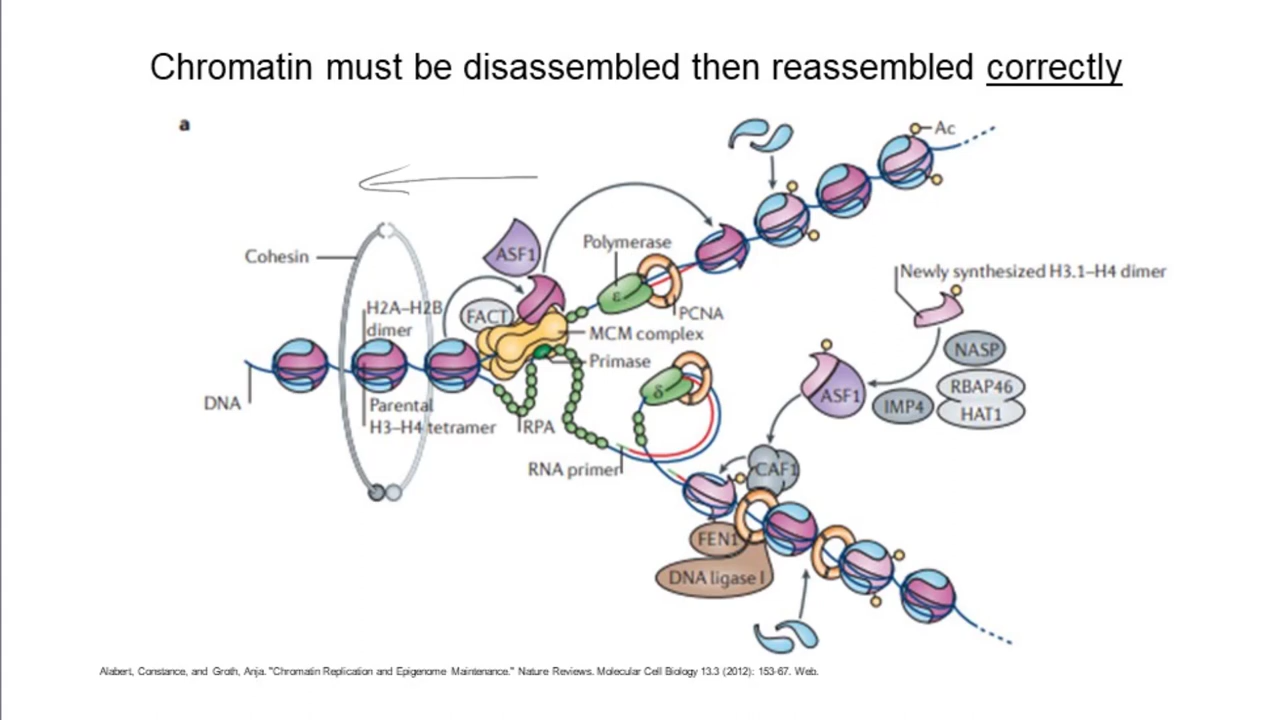 Chromatin must be disassembled then reassembled correctly
a
Ac
Cohesin
ASF1
Polymerase
Newly synthesized H3.1–H4 dimer
ε
H2A–H2B
dimer
FACT
PCNA
MCM complex
Primase
NASP
RBAP46
HAT1
ASF1
IMP4
δ
DNA
Parental
H3–H4 tetramer
RPA
RNA primer
CAF1
FEN1
DNA ligase I
Alabert, Constance, and Groth, Anja. "Chromatin Replication and Epigenome Maintenance." Nature Reviews. Molecular Cell Biology 13.3 (2012): 153-67. Web.